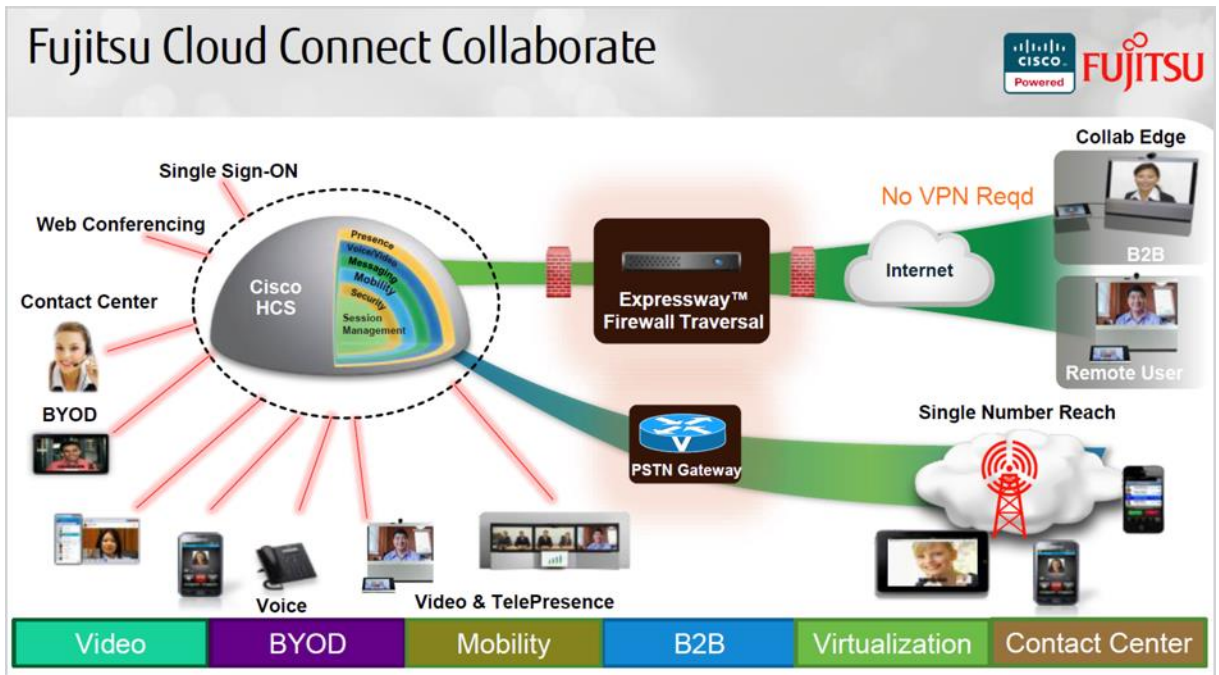 Fujitsu Cloud Connect Collaborate
CISCO
Powered
FUJITSU
Collab Edge
Single Sign-ON
No VPN Reqd
Web Conferencing
Presence
Voice/Video
Messaging
Mobility
Security
Session
Management
Cisco
HCS
Expressway™
Firewall Traversal
Internet
B2B
Contact Center
Remote User
BYOD
Single Number Reach
V
PSTN Gateway
Voice
Video & TelePresence
Video
BYOD
Mobility
B2B
Virtualization
Contact Center